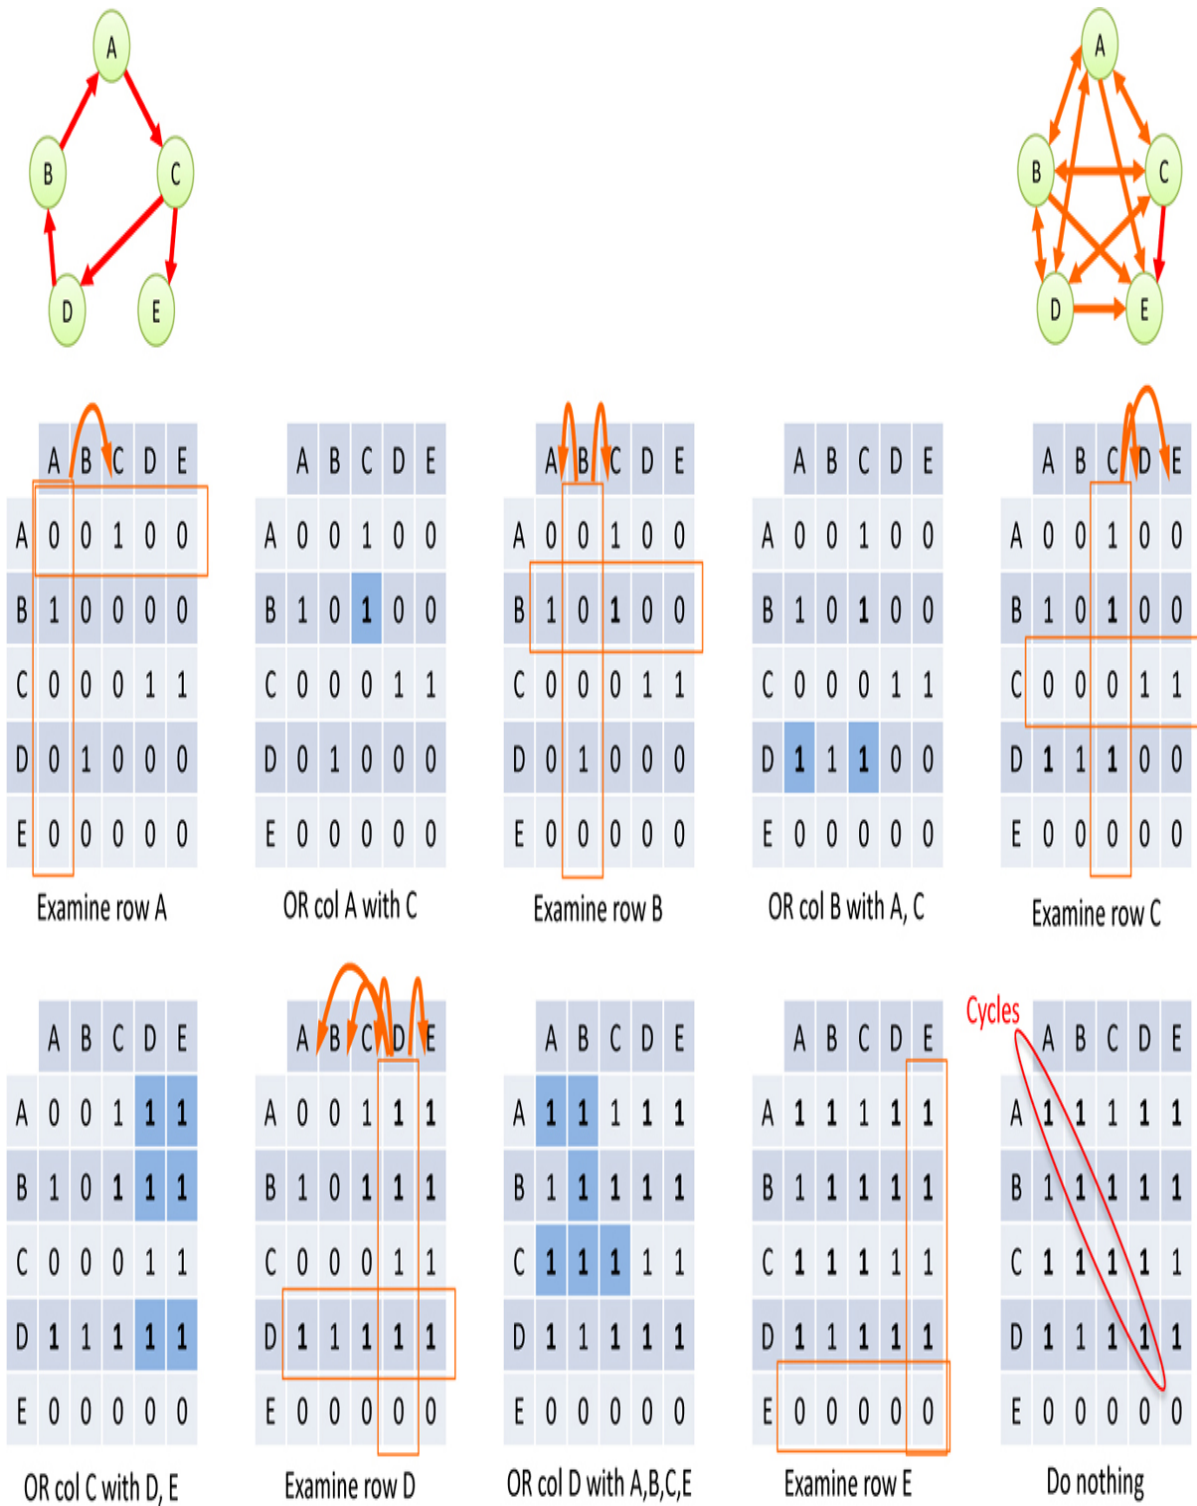 A
B C
D E
A
B C
D E
A B C D E
A 0 0 1 0 0
B 1 0 0 0 0
C 0 0 0 1 1
D 0 1 0 0 0
E 0 0 0 0 0
Examine row A
A B C D E
A 0 0 1 0 0
B 1 0 1 0 0
C 0 0 0 1 1
D 0 1 0 0 0
E 0 0 0 0 0
OR col A with C
A B C D E
A 0 0 1 0 0
B 1 0 1 0 0
C 0 0 0 1 1
D 0 1 0 0 0
E 0 0 0 0 0
Examine row B
A B C D E
A 0 0 1 0 0
B 1 0 1 0 0
C 0 0 0 1 1
D 1 1 1 0 0
E 0 0 0 0 0
OR col B with A, C
A B C D E
A 0 0 1 0 0
B 1 0 1 0 0
C 0 0 0 1 1
D 1 1 1 0 0
E 0 0 0 0 0
Examine row C
A B C D E
A 0 0 1 1 1
B 1 0 1 1 1
C 0 0 0 1 1
D 1 1 1 1 1
E 0 0 0 0 0
OR col C with D, E
A B C D E
A 0 0 1 1 1
B 1 0 1 1 1
C 0 0 0 1 1
D 1 1 1 1 1
E 0 0 0 0 0
Examine row D
A B C D E
A 1 1 1 1 1
B 1 1 1 1 1
C 1 1 1 1 1
D 1 1 1 1 1
E 0 0 0 0 0
OR col D with A,B,C,E
A B C D E
A 1 1 1 1 1
B 1 1 1 1 1
C 1 1 1 1 1
D 1 1 1 1 1
E 0 0 0 0 0
Examine row E
Cycles
A B C D E
A 1 1 1 1 1
B 1 1 1 1 1
C 1 1 1 1 1
D 1 1 1 1 1
E 0 0 0 0 0
Do nothing